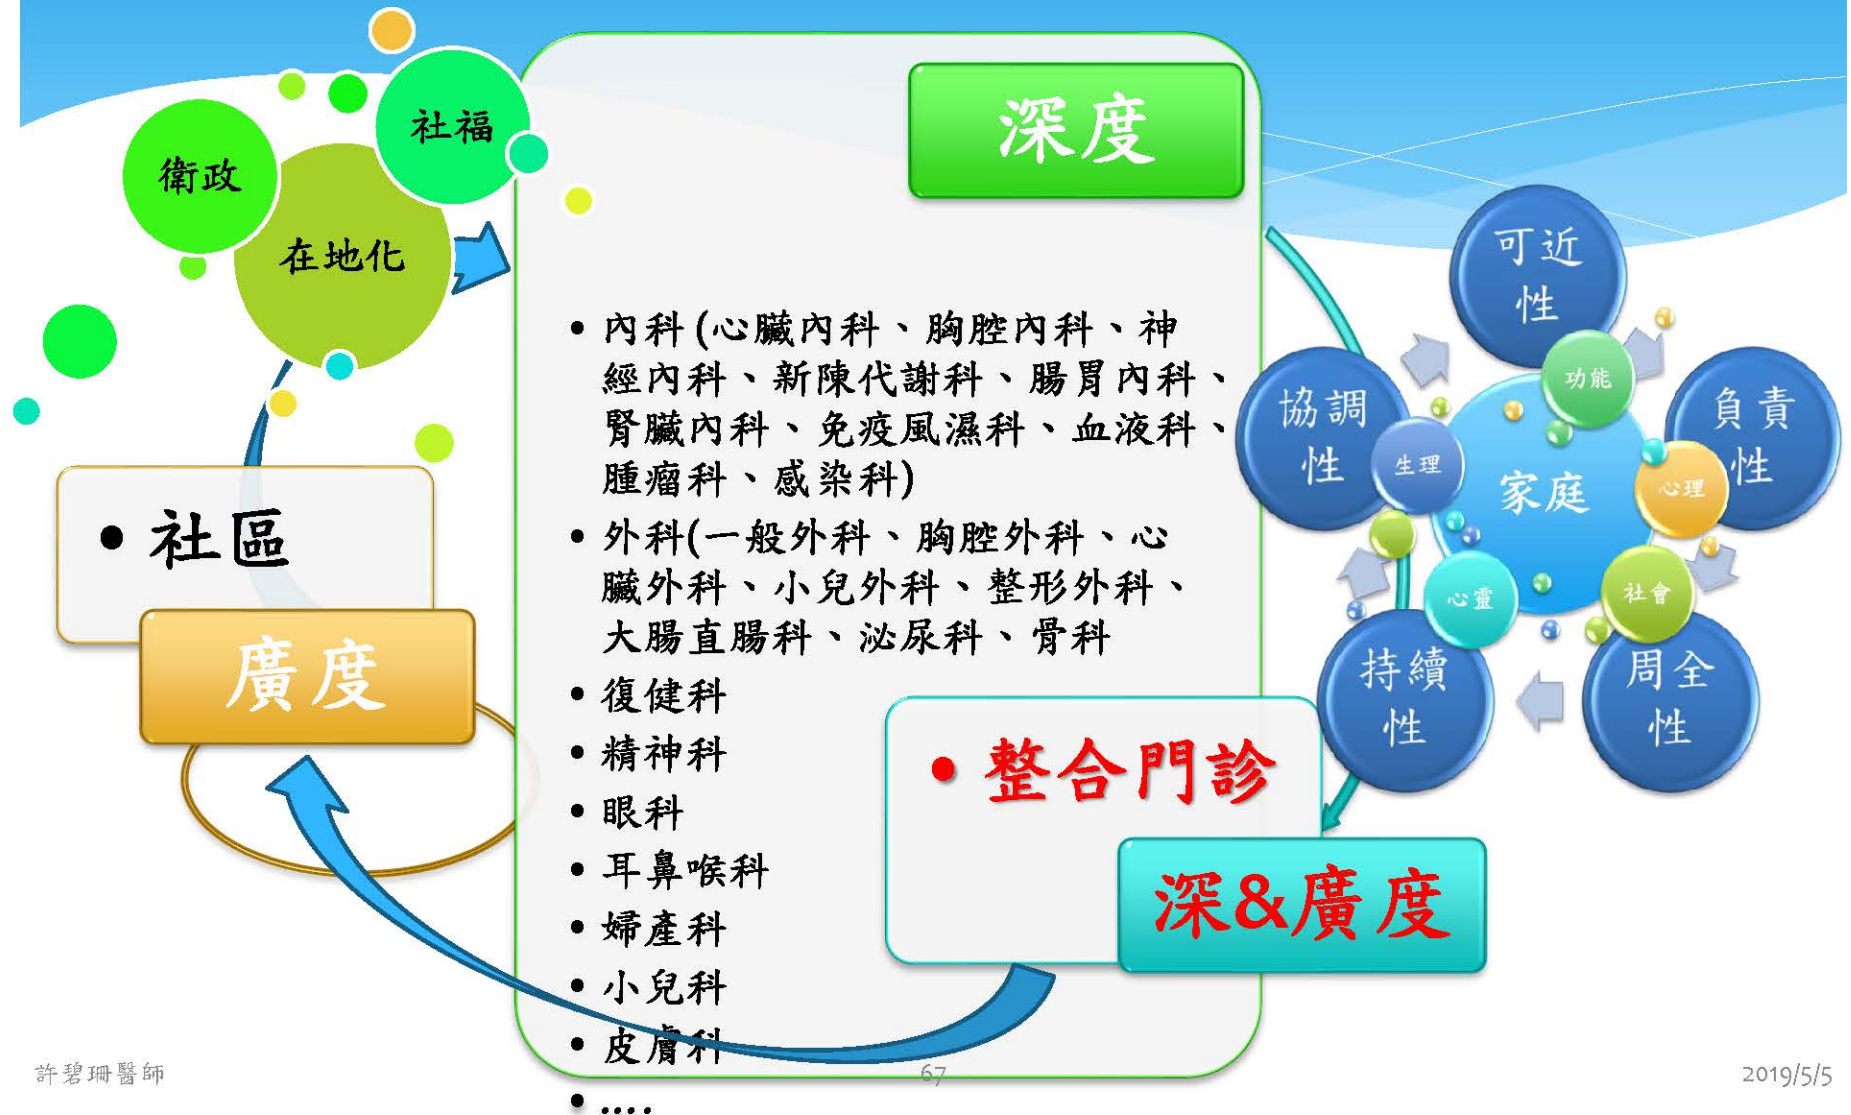 社福
衛政
在地化
• 社區
廣度
深度
• 內科(心臟內科、胸腔內科、神
經內科、新陳代謝科、腸胃內科、
腎臟內科、免疫風濕科、血液科、
腫瘤科、感染科)
• 外科(一般外科、胸腔外科、心
臟外科、小兒外科、整形外科、
大腸直腸科、泌尿科、骨科
• 復健科
• 精神科
• 眼科
• 耳鼻喉科
• 婦產科
• 小兒科
• 皮膚科
• ....
• 整合門診
深&廣度
可近
性
負責
性
周全
性
持續
性
協調
性
家庭
功能
心理
社會
心靈
生理
許碧珊醫師
67
2019/5/5